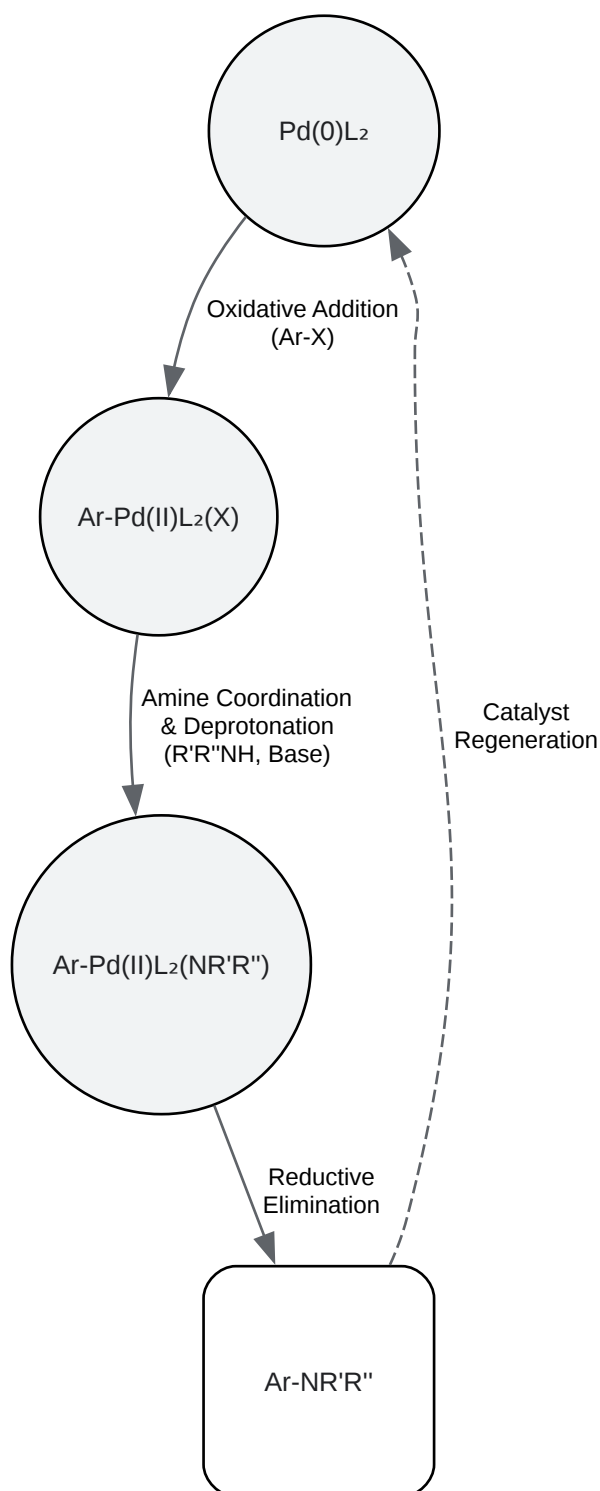 Pd(0)L₂
Oxidative Addition
(Ar-X)
Ar-Pd(II)L₂(X)
Amine Coordination
& Deprotonation
(R'R''NH, Base)
Catalyst
Regeneration
Ar-Pd(II)L₂(NR'R'')
Reductive
Elimination
Ar-NR'R''